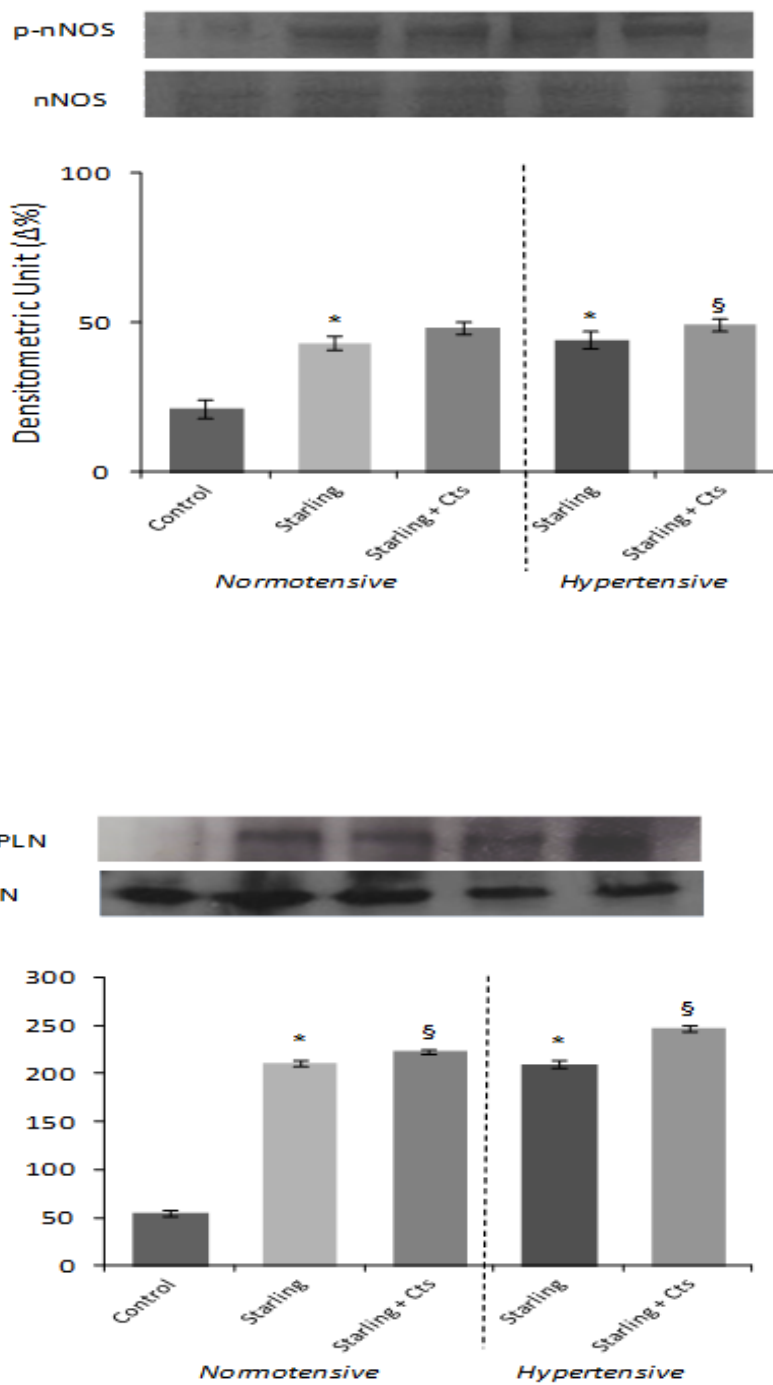 p-nNOS
nNOS
Densitometric Unit (Δ%)
100
50
0
*
*
§
Control
Starling
Starling + Cts
Starling
Starling + Cts
Normotensive
Hypertensive
PLN
N
300
250
200
150
100
50
0
*
§
*
§
Control
Starling
Starling + Cts
Starling
Starling + Cts
Normotensive
Hypertensive